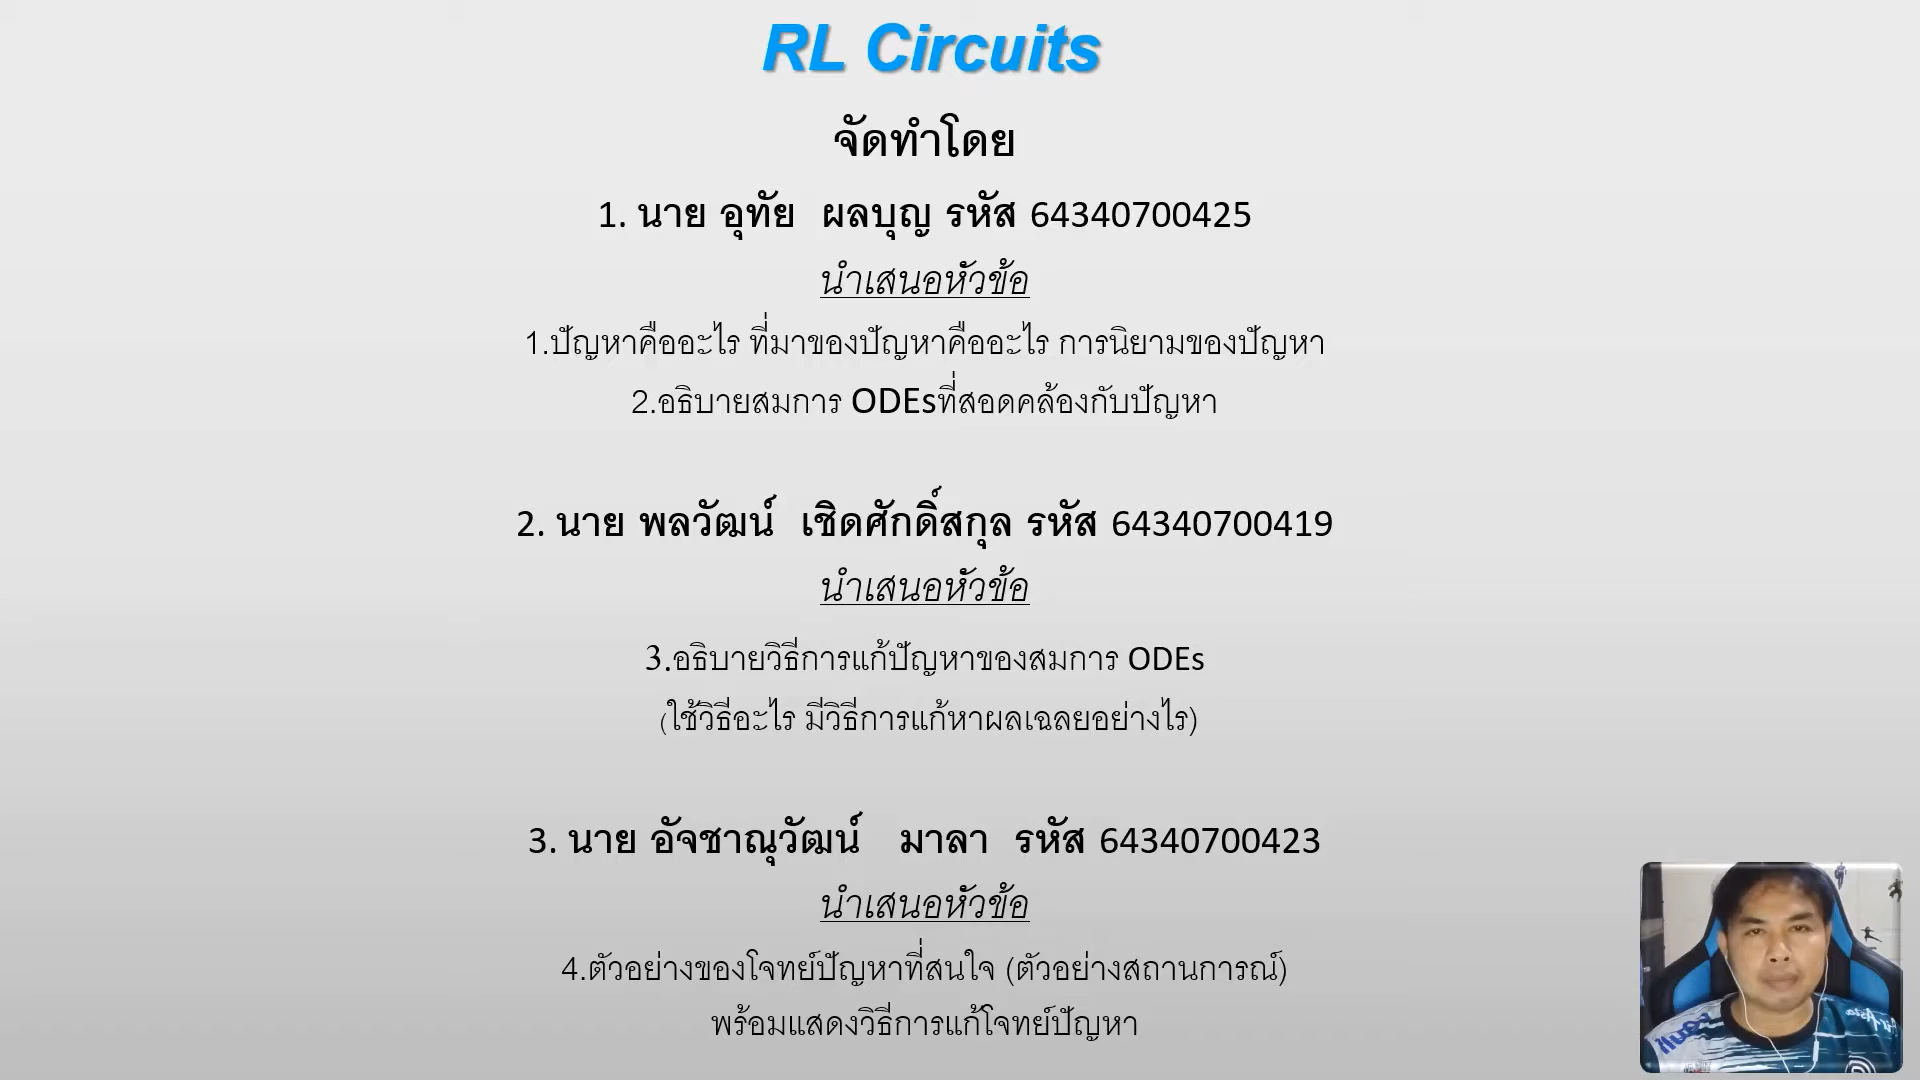 RL Circuits
จัดทำโดย
1. นาย อุทัย ผลบุญ รหัส 64340700425
นำเสนอหัวข้อ
1.ปัญหาคืออะไร ที่มาของปัญหาคืออะไร การนิยามของปัญหา
2.อธิบายสมการ ODEsที่สอดคล้องกับปัญหา
2. นาย พลวัฒน์ เชิดศักดิ์สกุล รหัส 64340700419
นำเสนอหัวข้อ
3.อธิบายวิธีการแก้ปัญหาของสมการ ODEs
(ใช้วิธีอะไร มีวิธีการแก้หาผลเฉลยอย่างไร)
3. นาย อัจชาณุวัฒน์ มาลา รหัส 64340700423
นำเสนอหัวข้อ
4.ตัวอย่างของโจทย์ปัญหาที่สนใจ (ตัวอย่างสถานการณ์)
พร้อมแสดงวิธีการแก้โจทย์ปัญหา